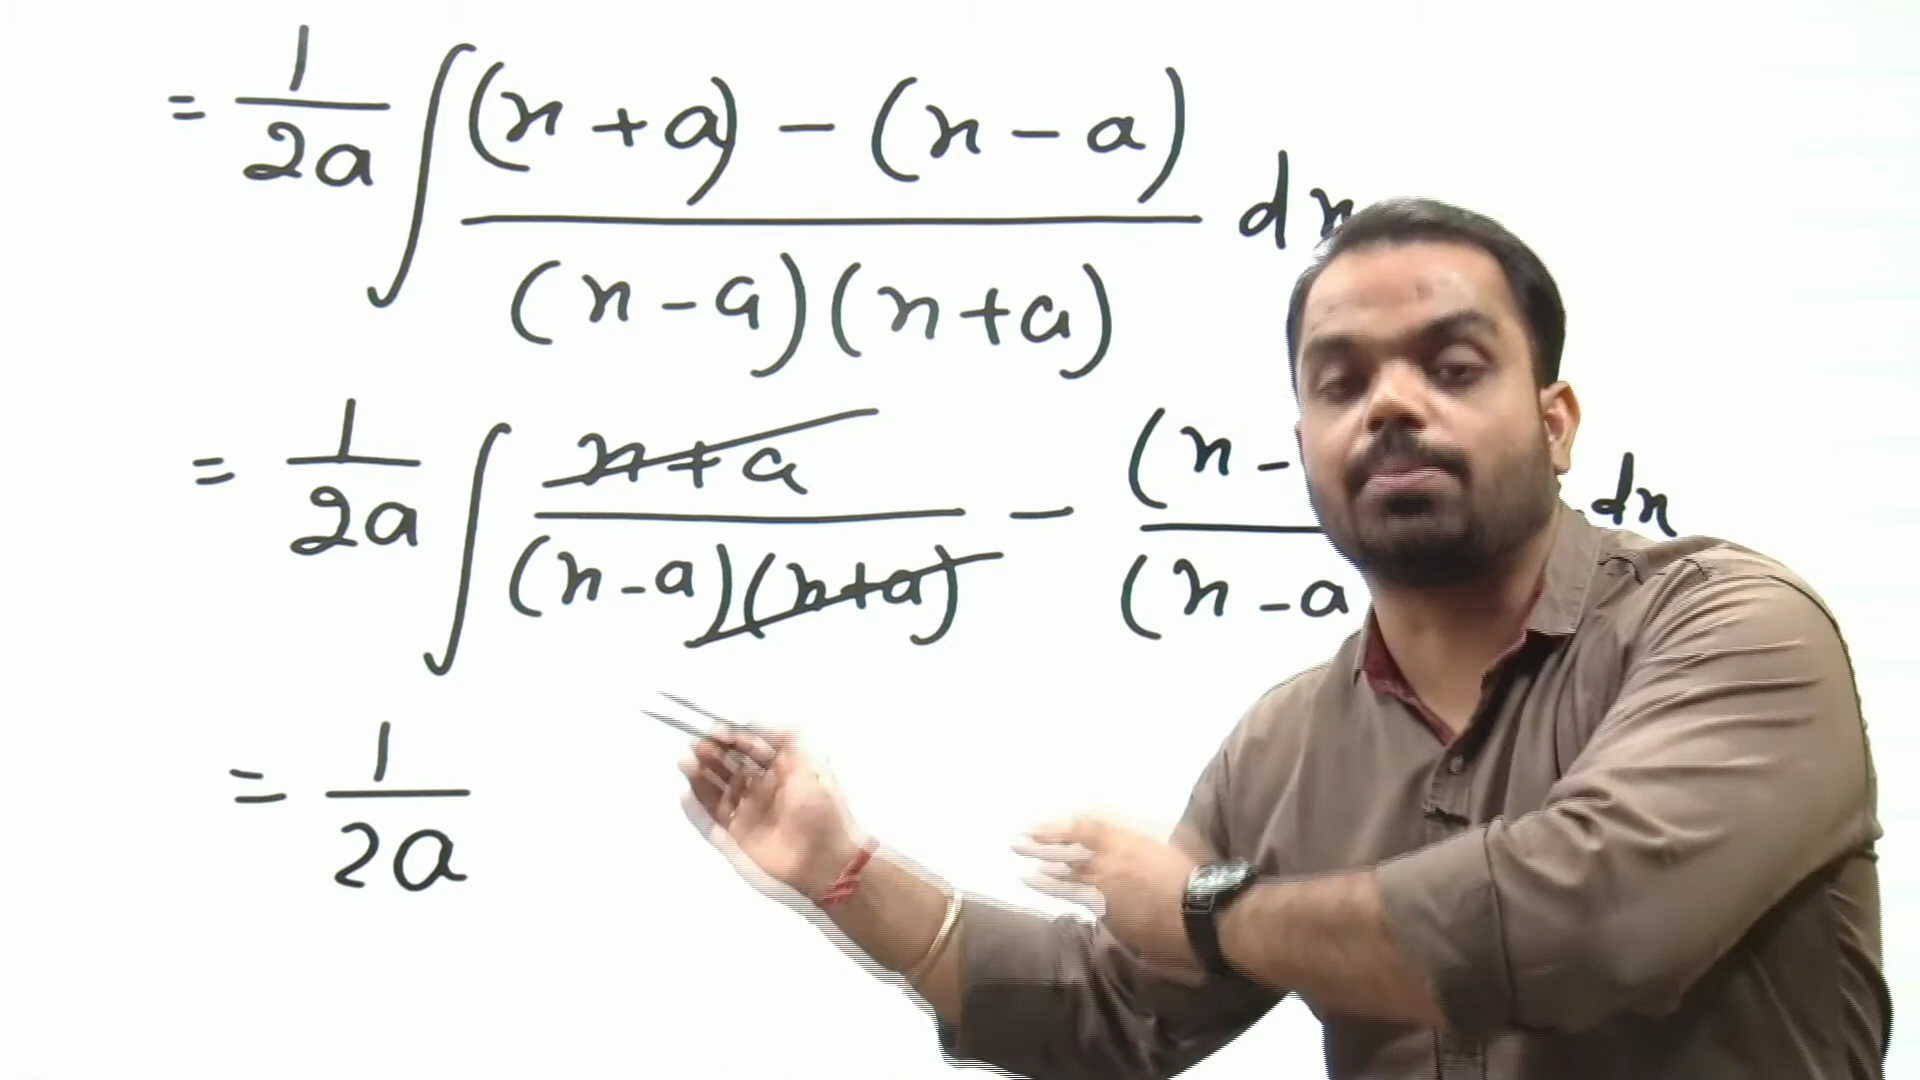 = 1/2a ∫ (x + a) - (x - a) / (x - a)(x + a) dx
= 1/2a ∫ x + a / (x - a)(x + a) - (x - / (x - a dx
= 1/2a